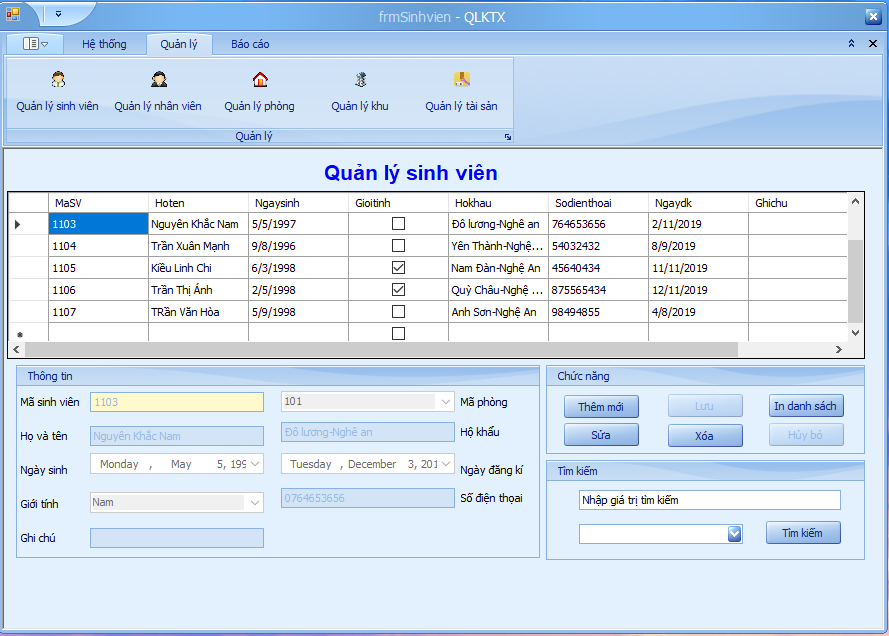 frmSinhvien - QLKTX
Hệ thống Quản lý Báo cáo
Quản lý sinh viên Quản lý nhân viên Quản lý phòng Quản lý khu Quản lý tài sản
Quản lý
Quản lý sinh viên
MaSV Hoten Ngaysinh Gioitinh Hokhau Sodienthoai Ngaydk Ghichu
1103 Nguyên Khắc Nam 5/5/1997 Đô lương-Nghê an 764653656 2/11/2019
1104 Trần Xuân Mạnh 9/8/1996 Yên Thành-Nghệ... 54032432 8/9/2019
1105 Kiều Linh Chi 6/3/1998 Nam Đàn-Nghệ An 45640434 11/11/2019
1106 Trần Thị Ánh 2/5/1998 Quỳ Châu-Nghệ ... 875565434 12/11/2019
1107 TRần Văn Hòa 5/9/1998 Anh Sơn-Nghệ An 98494855 4/8/2019
Thông tin
Mã sinh viên 1103 101 Mã phòng
Họ và tên Nguyên Khắc Nam Đô lương-Nghê an Hộ khẩu
Ngày sinh Monday , May 5, 199 Tuesday , December 3, 201 Ngày đăng kí
Giới tính Nam 0764653656 Số điện thọai
Ghi chú
Chức năng
Thêm mới Lưu In danh sách
Sửa Xóa Hủy bỏ
Tìm kiếm
Nhập giá trị tìm kiếm
Tìm kiếm